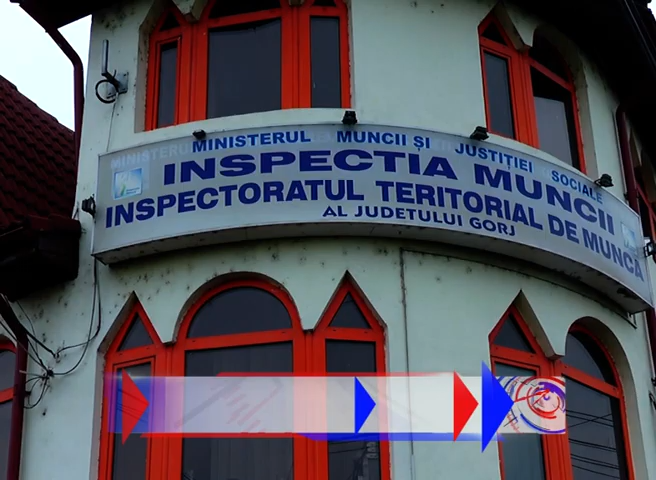 MINISTERUL MUNCII ȘI JUSTIȚIEI SOCIALE
INSPECTIA MUNCII
INSPECTORATUL TERITORIAL DE MUNCA
AL JUDETULUI GORJ